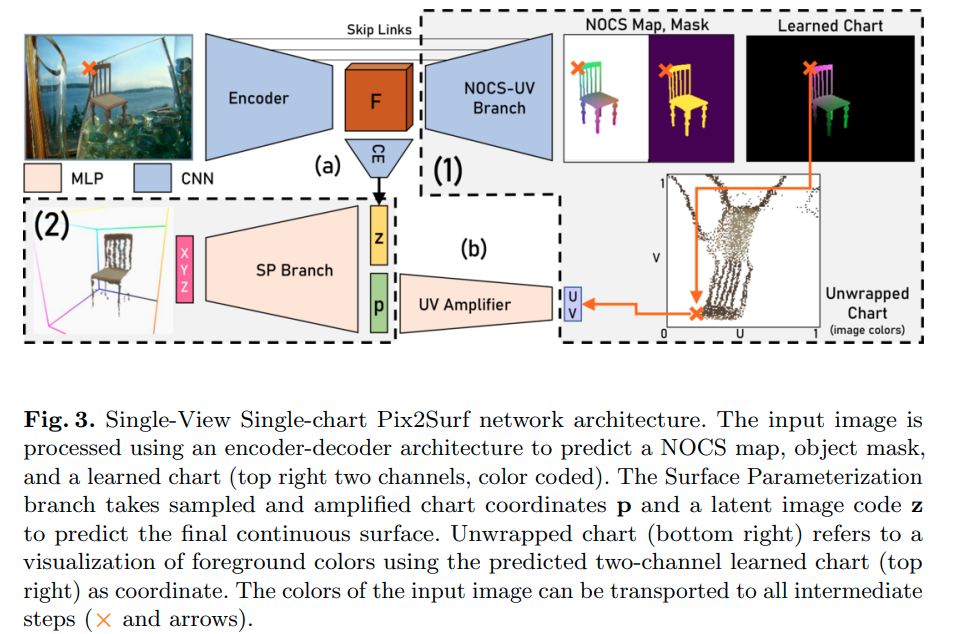 Skip Links
NOCS Map, Mask
Learned Chart
Encoder
F
NOCS-UV
Branch
CE
(a)
(1)
MLP
CNN
(2)
X
Y
Z
SP Branch
z
p
(b)
UV Amplifier
U
V
1
V
0
U
1
Unwrapped
Chart
(image colors)
Fig. 3. Single-View Single-chart Pix2Surf network architecture. The input image is
processed using an encoder-decoder architecture to predict a NOCS map, object mask,
and a learned chart (top right two channels, color coded). The Surface Parameterization
branch takes sampled and amplified chart coordinates p and a latent image code z
to predict the final continuous surface. Unwrapped chart (bottom right) refers to a
visualization of foreground colors using the predicted two-channel learned chart (top
right) as coordinate. The colors of the input image can be transported to all intermediate
steps (× and arrows).